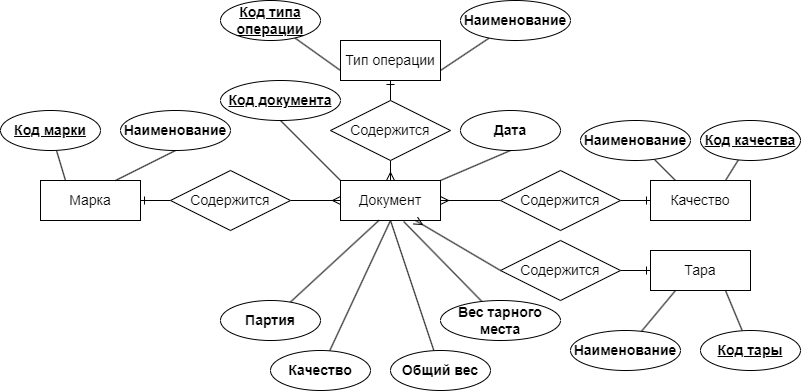 Код типа
операции
Наименование
Тип операции
Код документа
Содержится
Код марки
Наименование
Дата
Наименование
Код качества
Марка
Содержится
Документ
Содержится
Качество
Содержится
Тара
Партия
Вес тарного
места
Качество
Общий вес
Наименование
Код тары